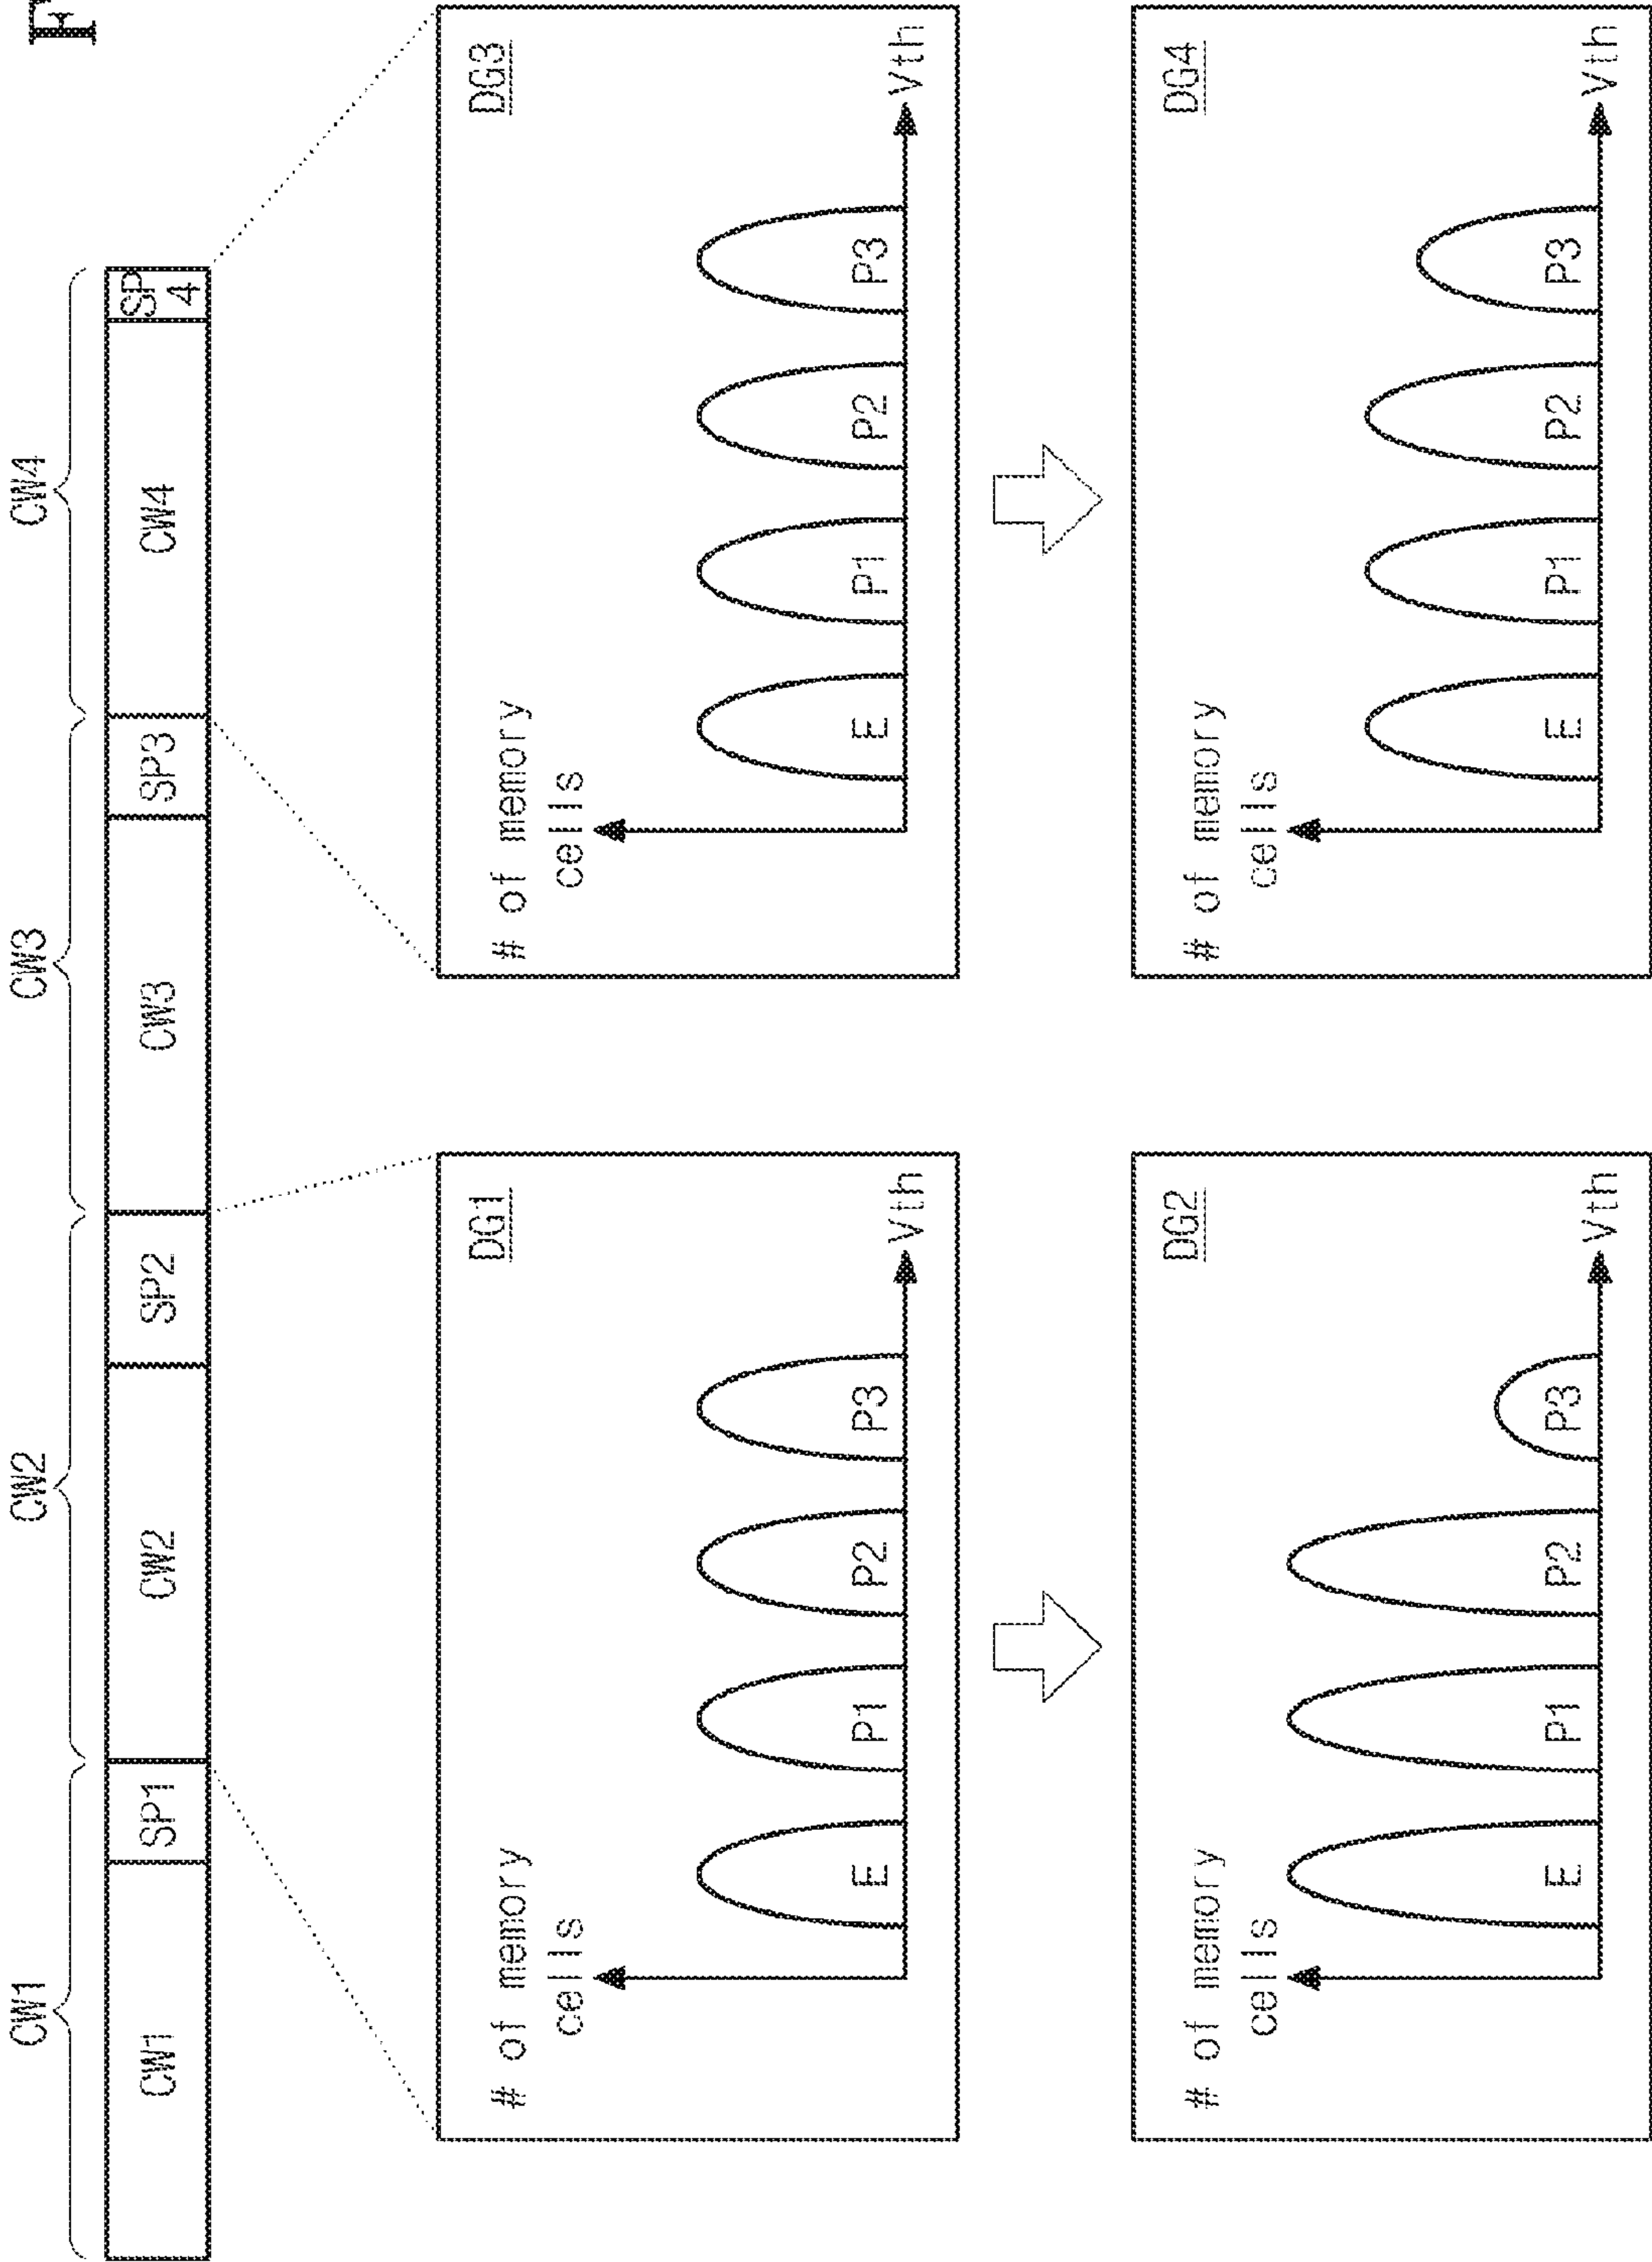 CW1 CW2 CW3 CW4
CW1 SP1 CW2 SP2 CW3 SP3 CW4 SP
4
DG1
# of memory
cells
E P1 P2 P3
Vth
DG3
# of memory
cells
E P1 P2 P3
Vth
DG2
# of memory
cells
E P1 P2 P3
Vth
DG4
# of memory
cells
E P1 P2 P3
Vth